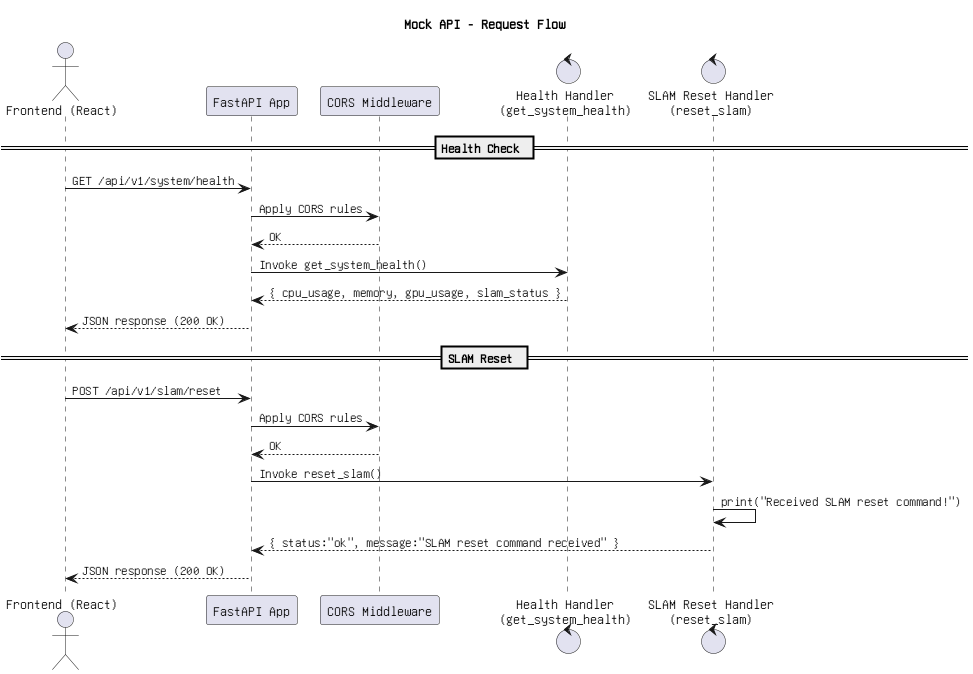 Mock API - Request Flow
Frontend (React)
FastAPI App
CORS Middleware
Health Handler
(get_system_health)
SLAM Reset Handler
(reset_slam)
Health Check
GET /api/v1/system/health
Apply CORS rules
OK
Invoke get_system_health()
{ cpu_usage, memory, gpu_usage, slam_status }
JSON response (200 OK)
SLAM Reset
POST /api/v1/slam/reset
Apply CORS rules
OK
Invoke reset_slam()
print("Received SLAM reset command!")
{ status:"ok", message:"SLAM reset command received" }
JSON response (200 OK)
Frontend (React)
FastAPI App
CORS Middleware
Health Handler
(get_system_health)
SLAM Reset Handler
(reset_slam)